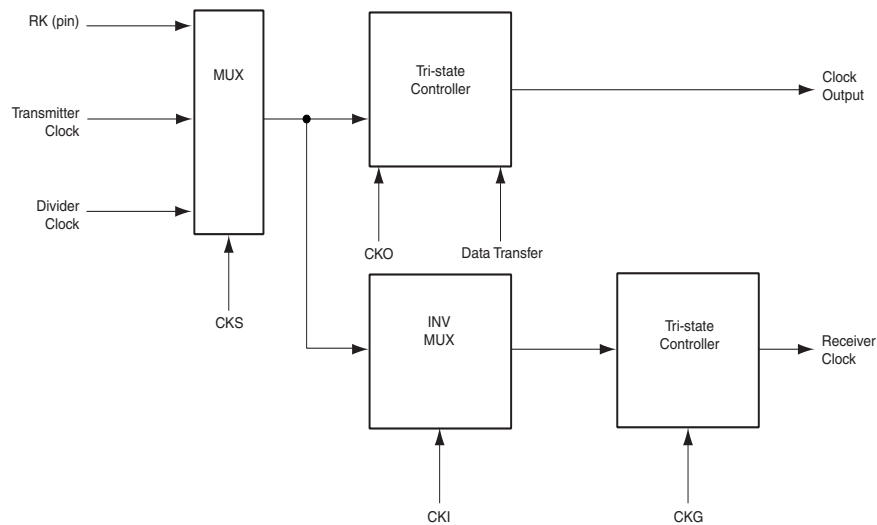 RK (pin)
MUX
Tri-state
Controller
Clock
Output
Transmitter
Clock
Divider
Clock
CKO
Data Transfer
CKS
INV
MUX
Tri-state
Controller
Receiver
Clock
CKI
CKG